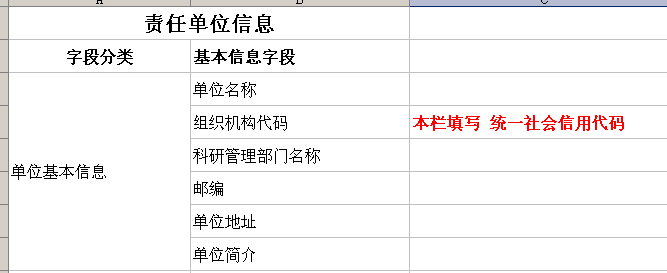 A B C
责任单位信息
字段分类 基本信息字段
单位名称
组织机构代码 本栏填写 统一社会信用代码
科研管理部门名称
单位基本信息
邮编
单位地址
单位简介